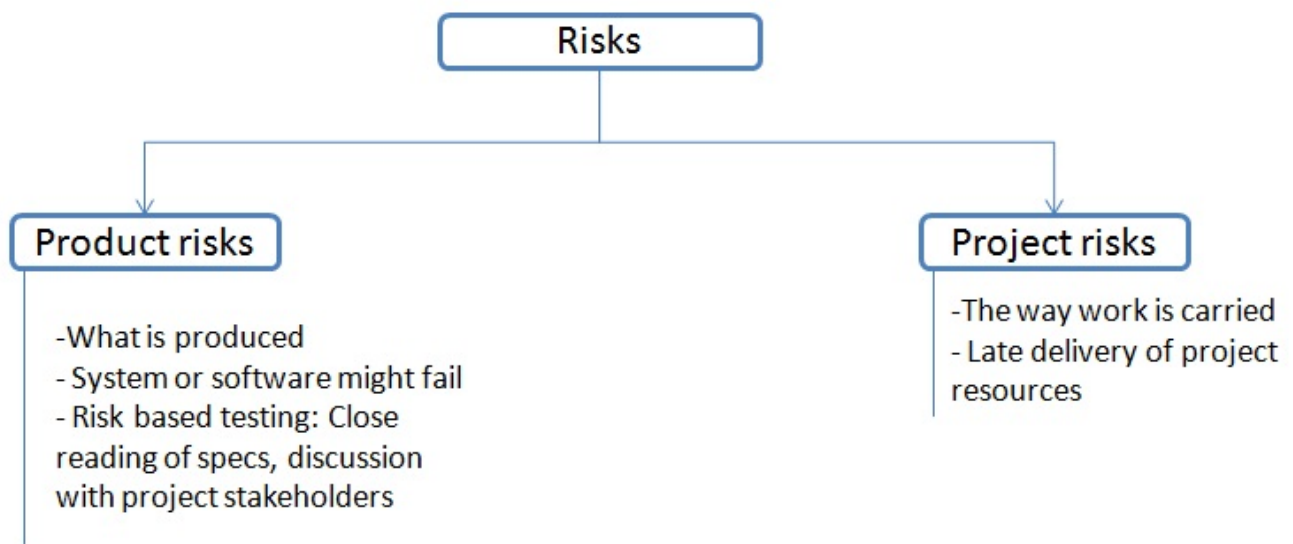 Risks
Product risks
-What is produced
- System or software might fail
- Risk based testing: Close
reading of specs, discussion
with project stakeholders
Project risks
-The way work is carried
- Late delivery of project
resources